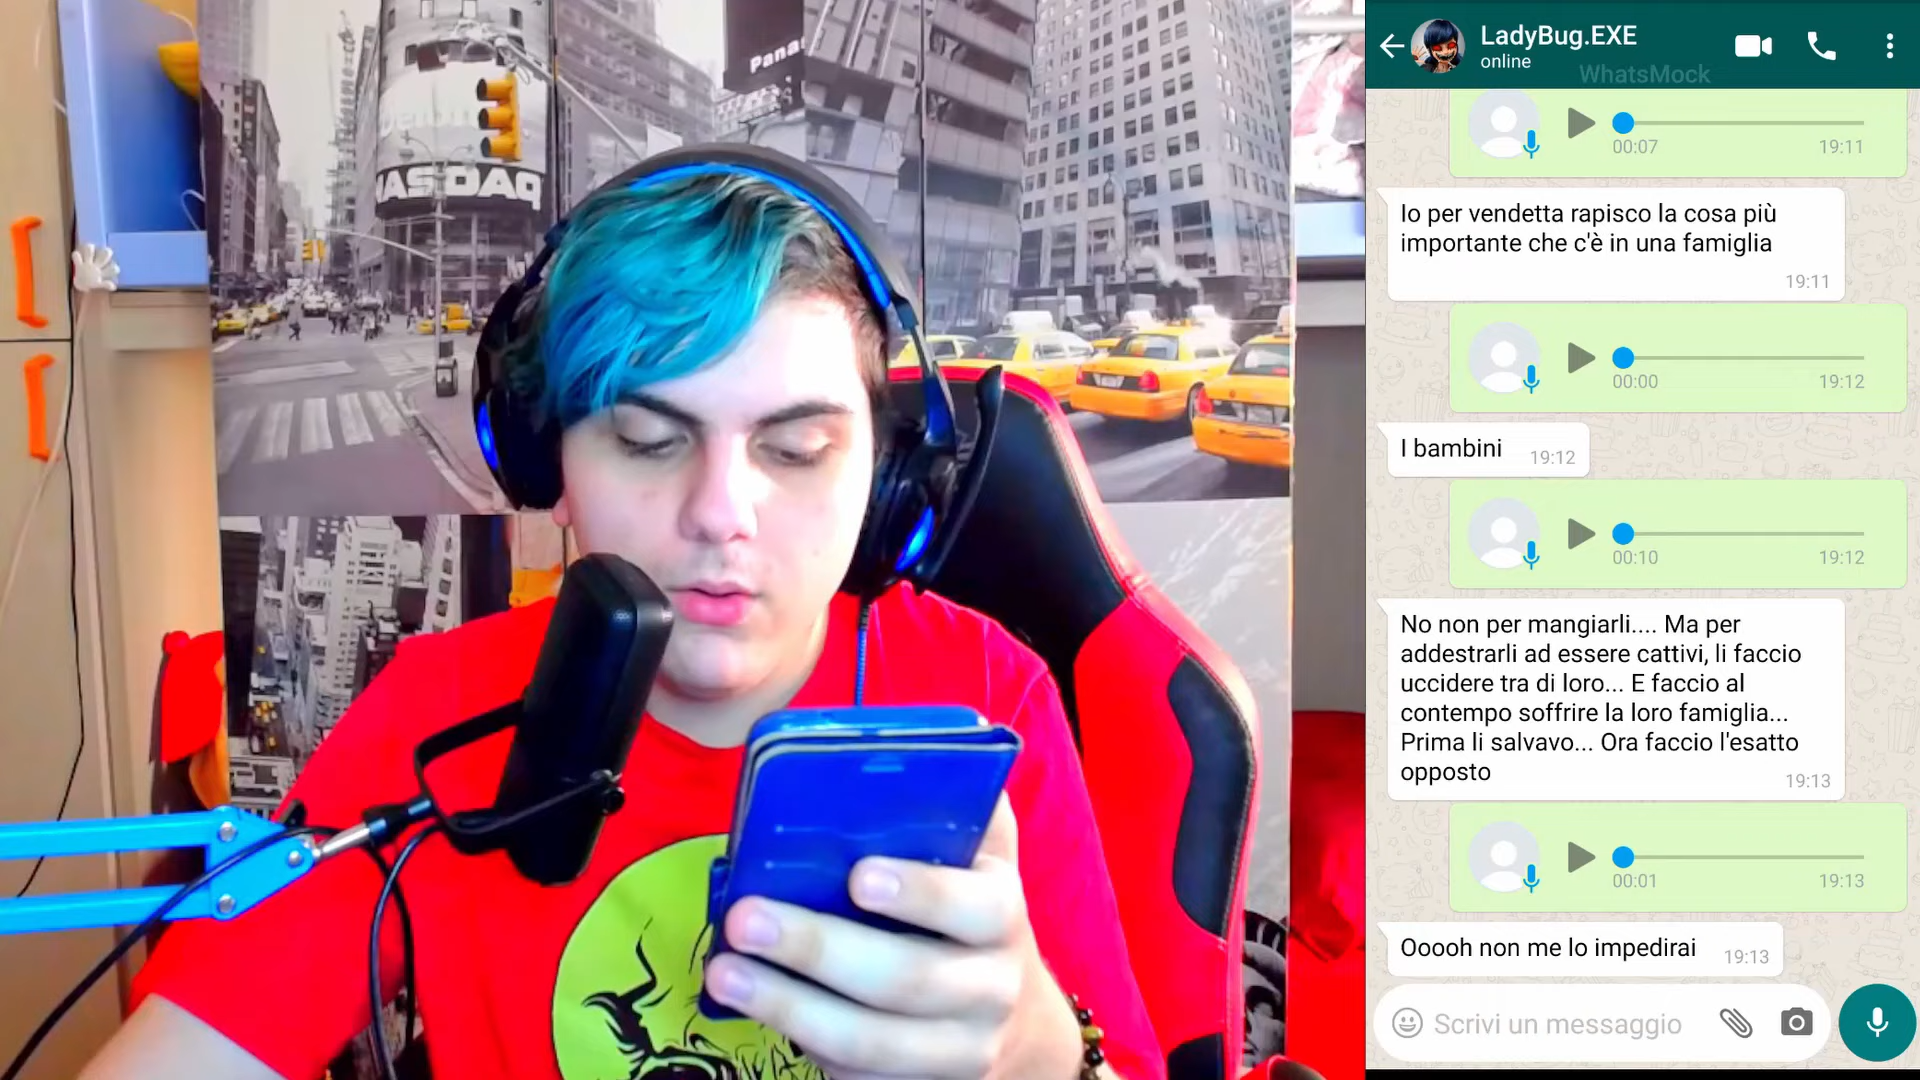 Pana
NASDAQ
LadyBug.EXE
online
WhatsMock
00:07
19:11
Io per vendetta rapisco la cosa più
importante che c'è in una famiglia
19:11
00:00
19:12
I bambini
19:12
00:10
19:12
No non per mangiarli.... Ma per
addestrarli ad essere cattivi, li faccio
uccidere tra di loro... E faccio al
contempo soffrire la loro famiglia...
Prima li salvavo... Ora faccio l'esatto
opposto
19:13
00:01
19:13
Ooooh non me lo impedirai
19:13
Scrivi un messaggio